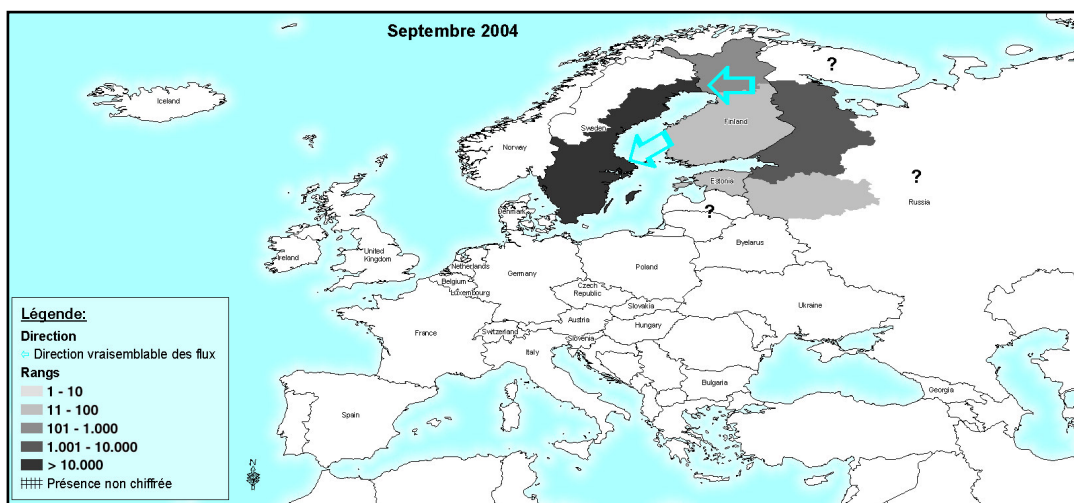 Septembre 2004
?
Iceland
Finland
Sweden
Norway
?
Estonia
Russia
?
Denmark
Byelarus
United
Kingdom
Ireland
Netherlands
Poland
Germany
Belgium
Czech
Republic
Luxembourg
Ukraine
Slovakia
Austria
Hungary
France
Switzerland
Slovenia
Italy
Bulgaria
Georgia
Spain
N
Légende:
Direction
Direction vraisemblable des flux
Rangs
1 - 10
11 - 100
101 - 1.000
1.001 - 10.000
> 10.000
Présence non chiffrée